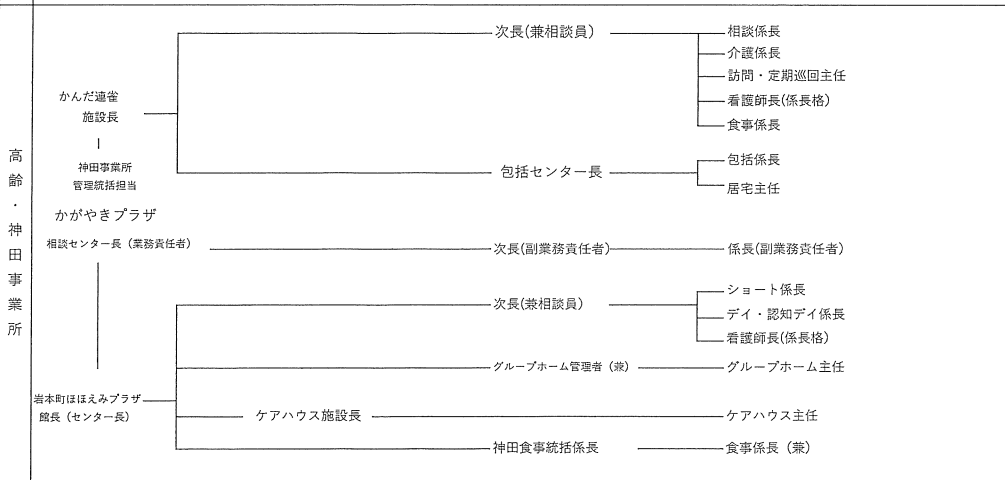 高齢・神田事業所
かんだ連雀
施設長
神田事業所
管理統括担当
次長(兼相談員)
相談係長
介護係長
訪問・定期巡回主任
看護師長(係長格)
食事係長
包括センター長
包括係長
居宅主任
かがやきプラザ
相談センター長（業務責任者）
次長(副業務責任者)
係長(副業務責任者)
岩本町ほほえみプラザ
館長（センター長）
次長(兼相談員)
ショート係長
デイ・認知デイ係長
看護師長(係長格)
グループホーム管理者（兼）
グループホーム主任
ケアハウス施設長
ケアハウス主任
神田食事統括係長
食事係長（兼）